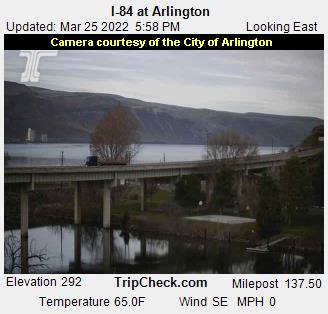 I-84 at Arlington
Updated: Mar 25 2022 5:58 PM Looking East
Camera courtesy of the City of Arlington
Elevation 292 TripCheck.com Milepost 137.50
Temperature 65.0F Wind SE MPH 0